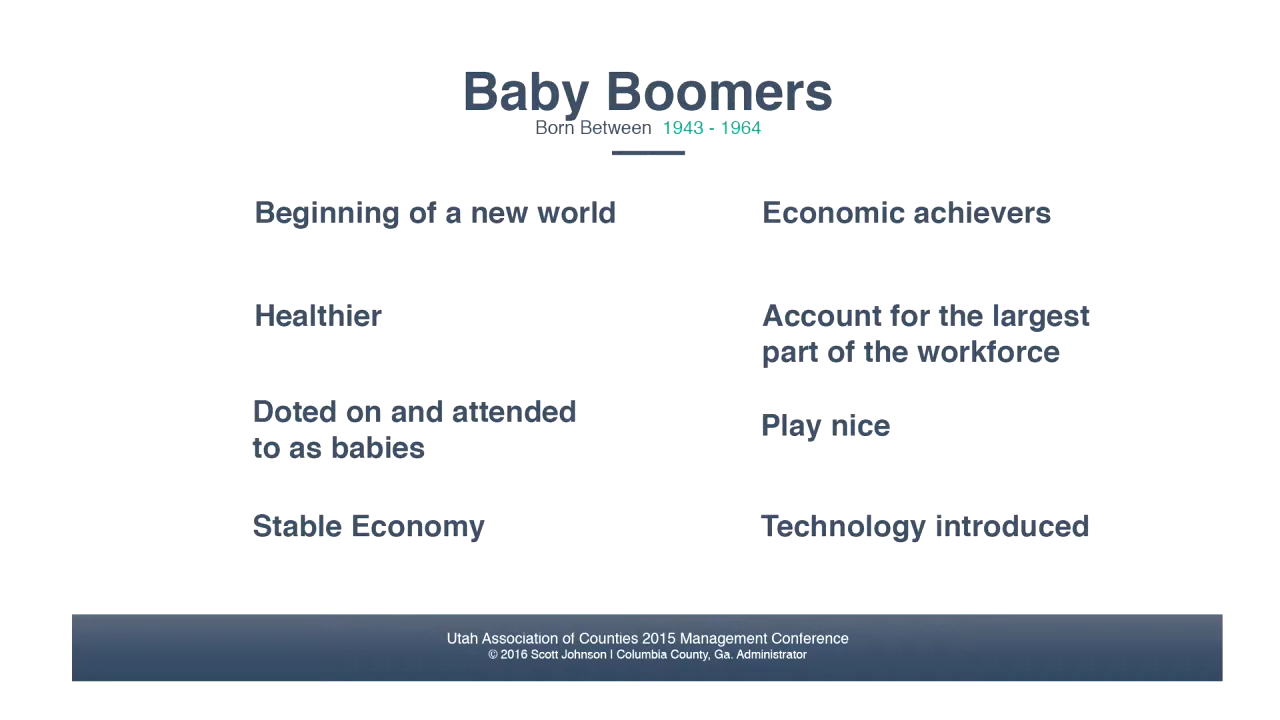 Baby Boomers
Born Between 1943 - 1964
Beginning of a new world
Economic achievers
Healthier
Account for the largest
part of the workforce
Doted on and attended
to as babies
Play nice
Stable Economy
Technology introduced
Utah Association of Counties 2015 Management Conference
© 2016 Scott Johnson | Columbia County, Ga. Administrator